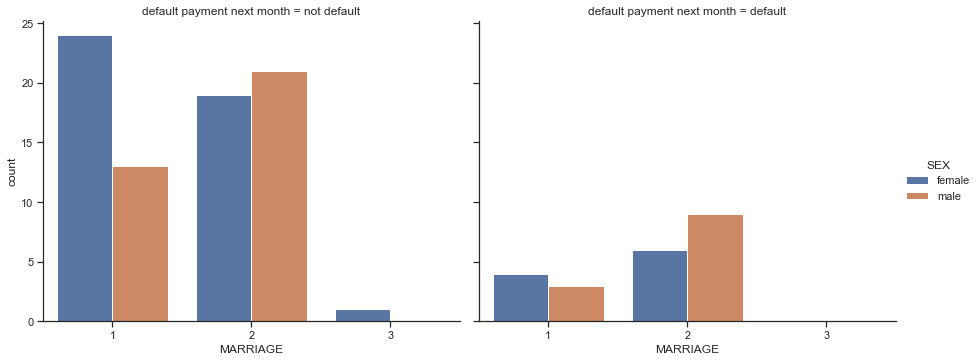 default payment next month = not default
default payment next month = default
25
20
15
10
5
0
count
1
2
3
MARRIAGE
1
2
3
MARRIAGE
SEX
female
male